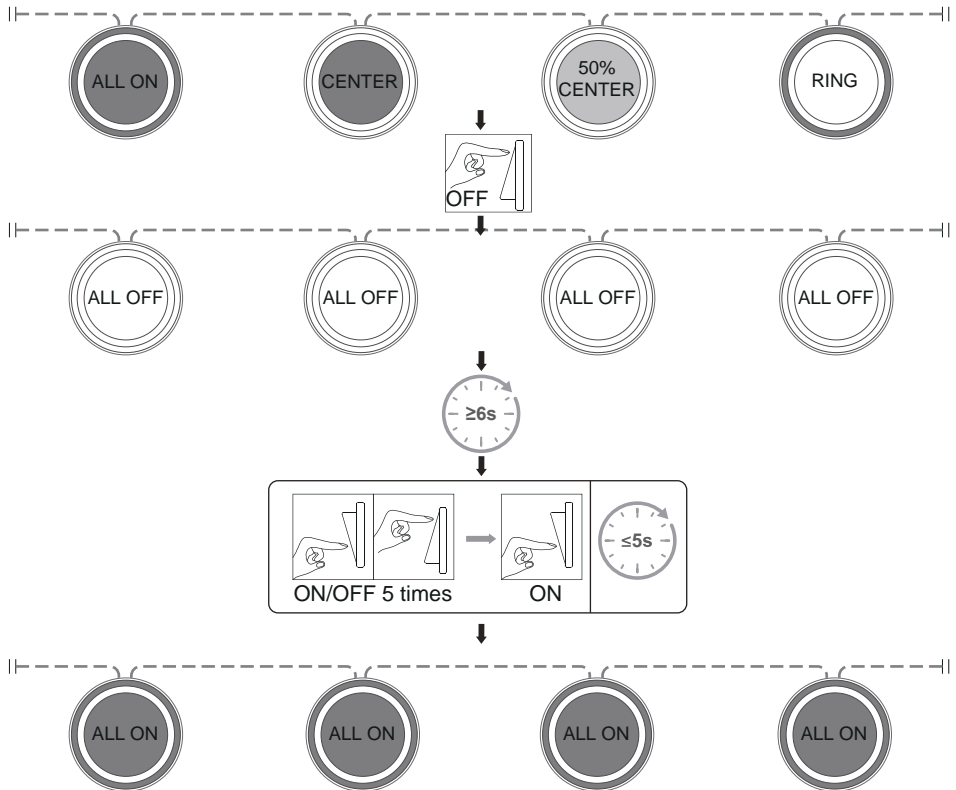 ALL ON
CENTER
50%
CENTER
RING
OFF
ALL OFF
ALL OFF
ALL OFF
ALL OFF
≥6s
≤5s
ON/OFF 5 times
ON
ALL ON
ALL ON
ALL ON
ALL ON